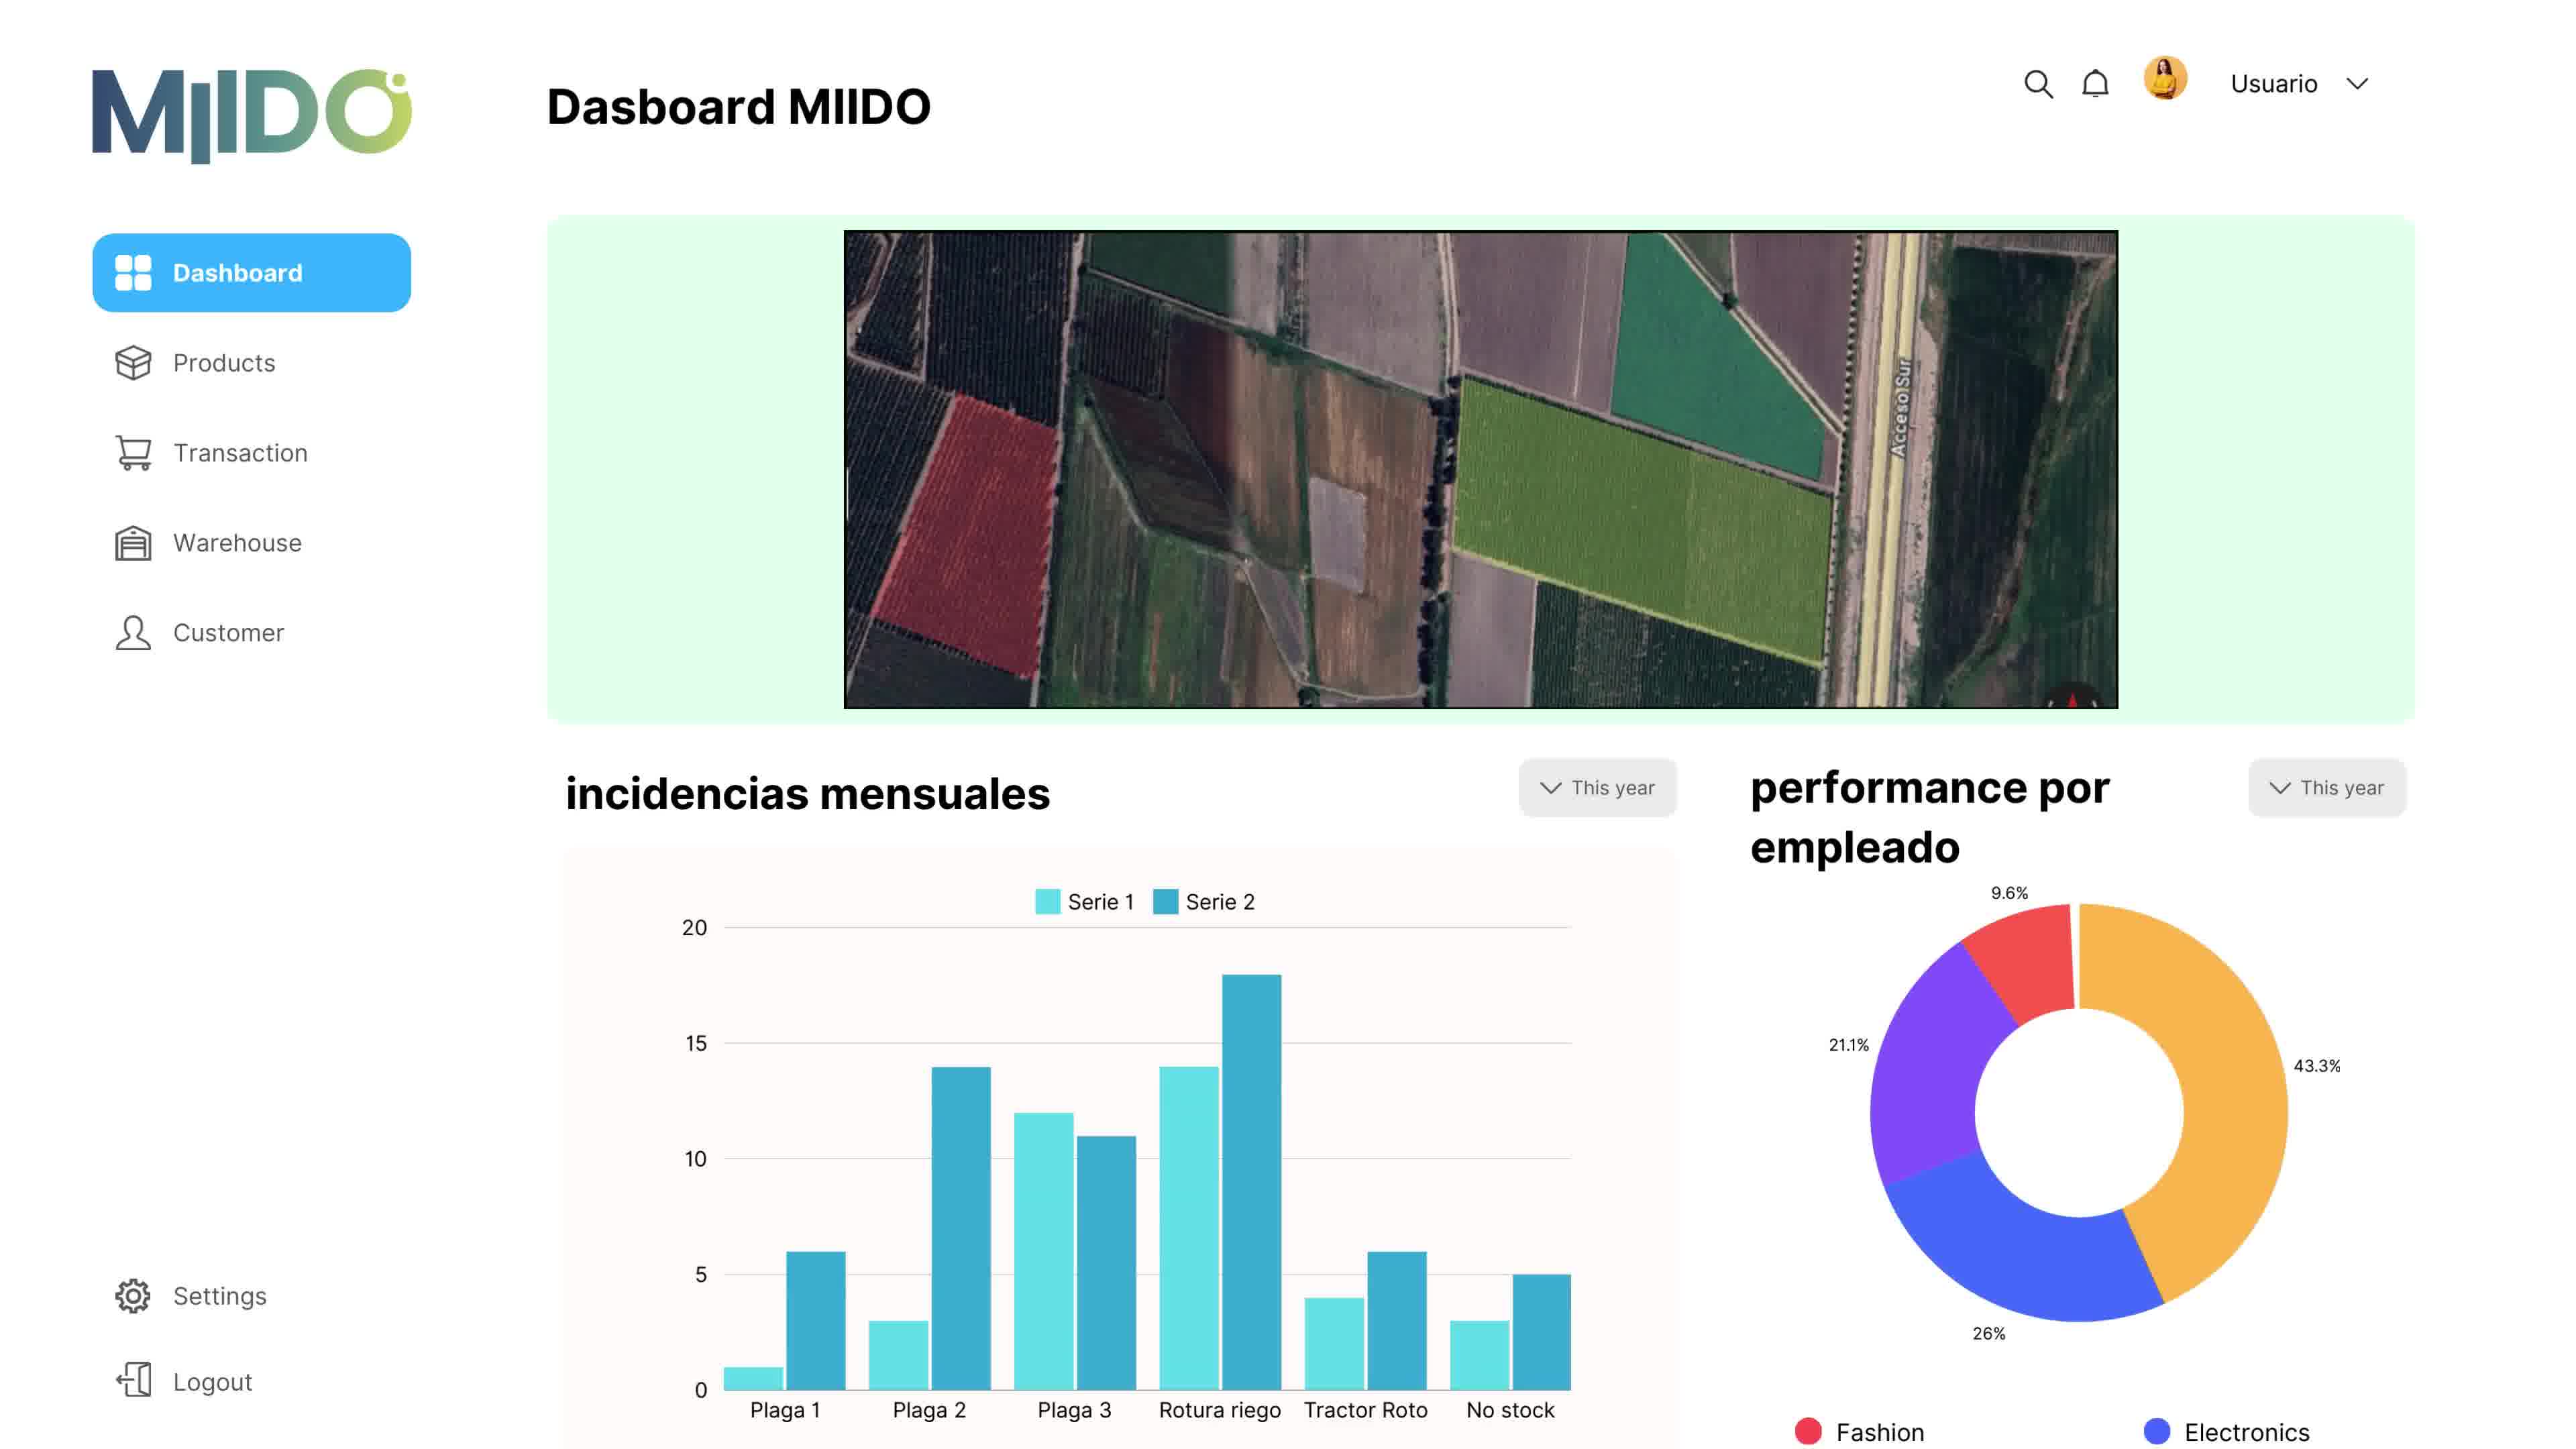 MIIDO
Dasboard MIIDO
Usuario
Dashboard
Products
Transaction
Warehouse
Customer
Settings
Logout
Acceso Sur
incidencias mensuales
This year
Serie 1
Serie 2
20
15
10
5
0
Plaga 1
Plaga 2
Plaga 3
Rotura riego
Tractor Roto
No stock
performance por
empleado
This year
9.6%
21.1%
43.3%
26%
Fashion
Electronics